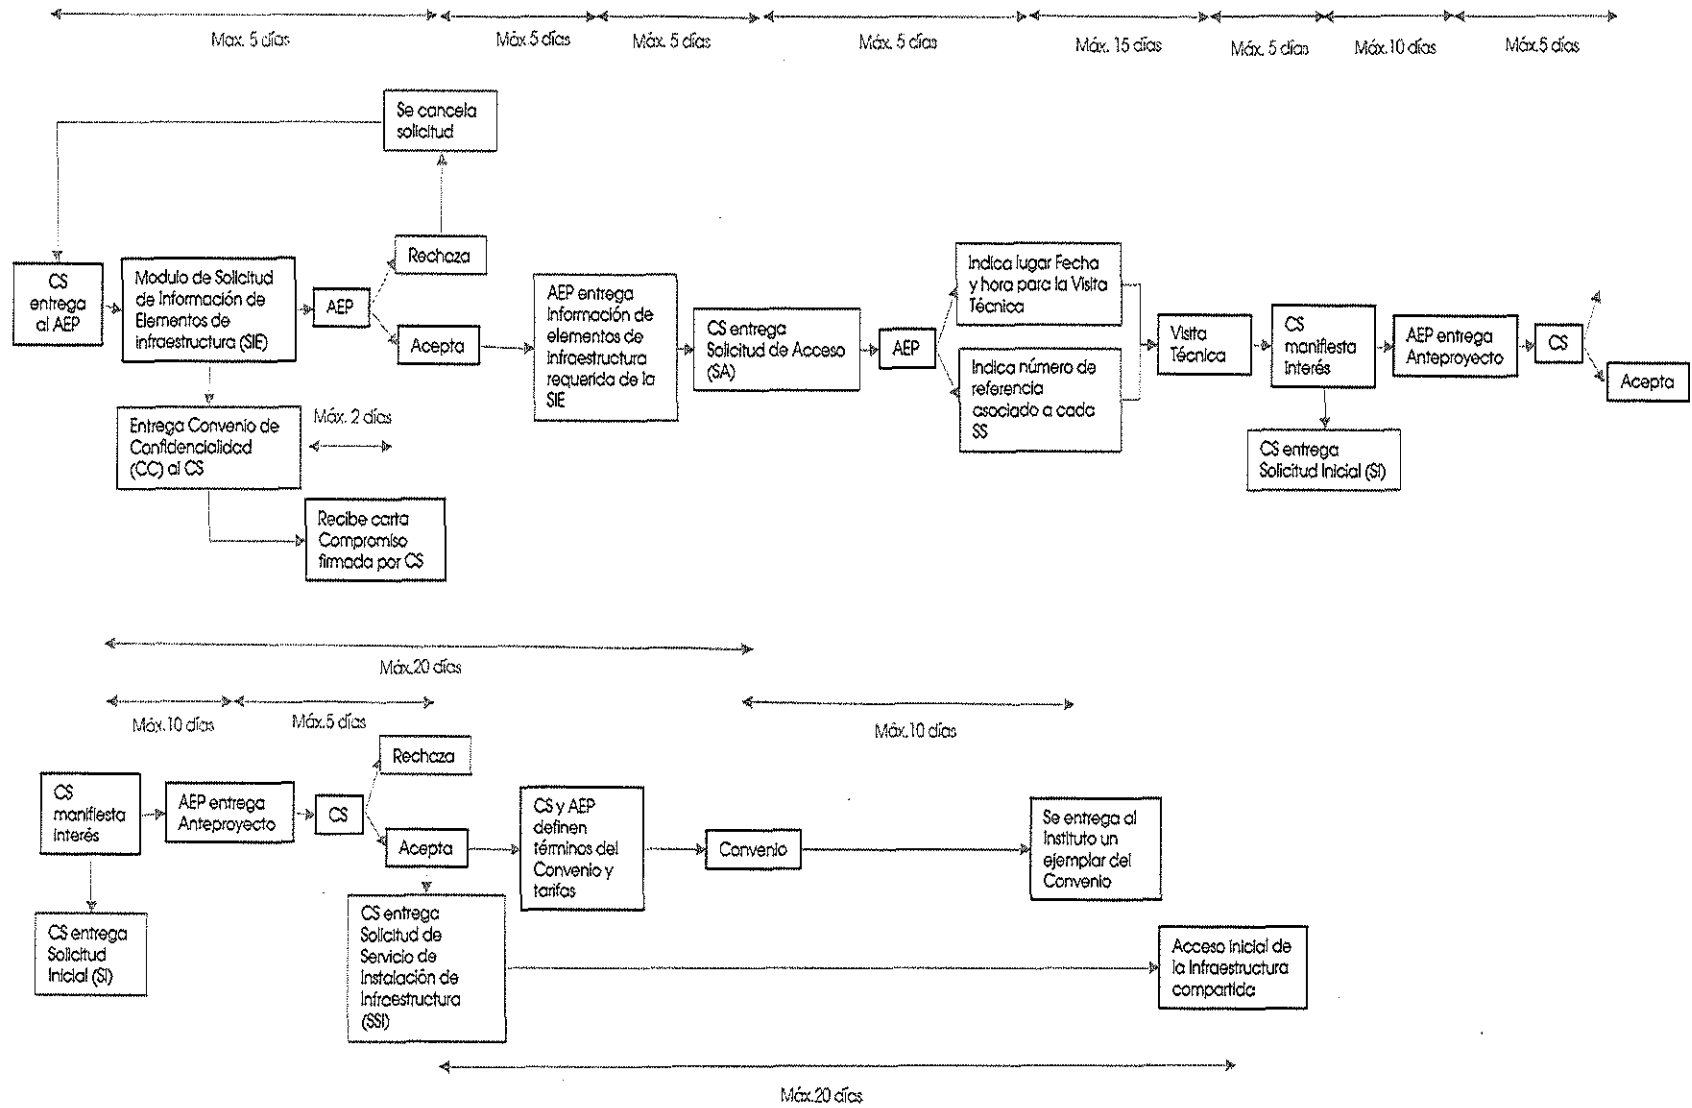 Max. 5 días
Máx.5 días
Máx. 5 días
Máx. 5 días
Máx. 15 días
Máx. 5 días
Máx.10 días
Máx.5 días
Se cancela
solicitud
CS
entrega
al AEP
Modulo de Solicitud
de Información de
Elementos de
infraestructura (SIE)
AEP
Rechaza
Acepta
AEP entrega
Información de
elementos de
Infraestructura
requerida de la
SIE
CS entrega
Solicitud de Acceso
(SA)
AEP
Indica lugar Fecha
y hora para la Visita
Técnica
Indica número de
referencia
asociado a cada
SS
Visita
Técnica
CS
manifiesta
Interés
AEP entrega
Anteproyecto
CS
Acepta
Entrega Convenio de
Confidencialidad
(CC) al CS
Máx. 2 días
Recibe carta
Compromiso
firmada por CS
CS entrega
Solicitud Inicial (SI)
Máx.20 días
Máx.10 días
Máx.5 días
Máx.10 días
CS
manifiesta
Interés
AEP entrega
Anteproyecto
CS
Rechaza
Acepta
CS y AEP
definen
términos del
Convenio y
tarifas
Convenio
Se entrega al
Instituto un
ejemplar del
Convenio
CS entrega
Solicitud
Inicial (SI)
CS entrega
Solicitud de
Servicio de
Instalación de
Infraestructura
(SSI)
Acceso inicial de
la Infraestructura
compartida
Máx.20 días